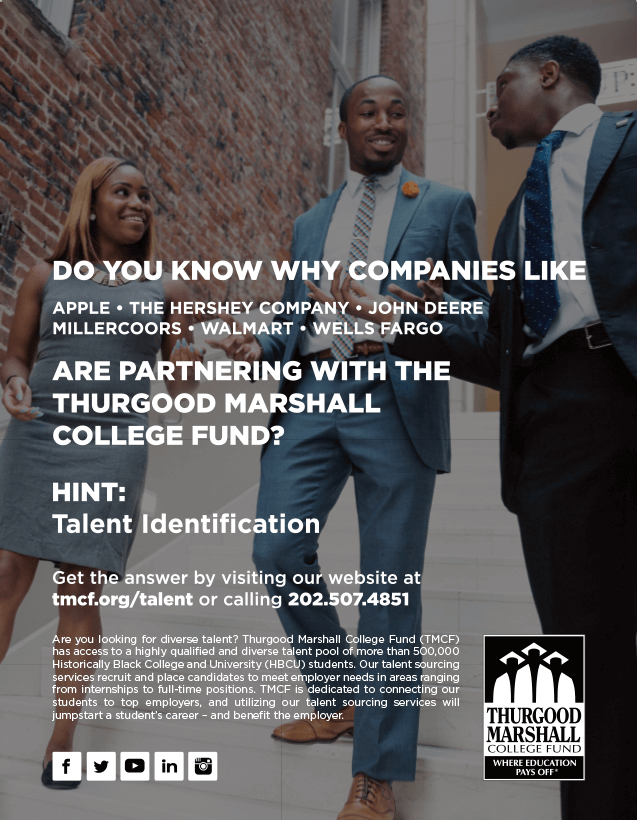 DO YOU KNOW WHY COMPANIES LIKE
APPLE • THE HERSHEY COMPANY • JOHN DEERE
MILLERCOORS • WALMART • WELLS FARGO
ARE PARTNERING WITH THE
THURGOOD MARSHALL
COLLEGE FUND?
HINT:
Talent Identification
Get the answer by visiting our website at
tmcf.org/talent or calling 202.507.4851
Are you looking for diverse talent? Thurgood Marshall College Fund (TMCF)
has access to a highly qualified and diverse talent pool of more than 500,000
Historically Black College and University (HBCU) students. Our talent sourcing
services recruit and place candidates to meet employer needs in areas ranging
from internships to full-time positions. TMCF is dedicated to connecting our
students to top employers, and utilizing our talent sourcing services will
jumpstart a student's career – and benefit the employer.
THURGOOD
MARSHALL
COLLEGE FUND
WHERE EDUCATION
PAYS OFF®